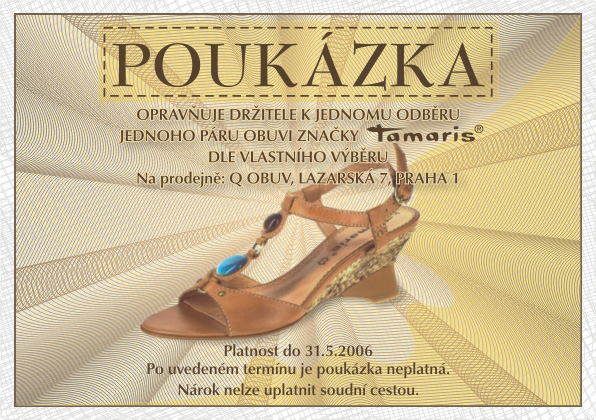 POUKÁZKA
OPRAVŇUJE DRŽITELE K JEDNOMU ODBĚRU
JEDNOHO PÁRU OBUVI ZNAČKY Tamaris®
DLE VLASTNÍHO VÝBĚRU
Na prodejně: Q OBUV, LAZARSKÁ 7, PRAHA 1
Platnost do 31.5.2006
Po uvedeném termínu je poukázka neplatná.
Nárok nelze uplatnit soudní cestou.